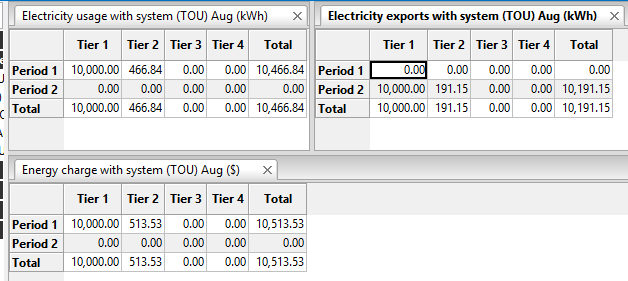 Electricity usage with system (TOU) Aug (kWh) ×
Tier 1 Tier 2 Tier 3 Tier 4 Total
Period 1 10,000.00 466.84 0.00 0.00 10,466.84
Period 2 0.00 0.00 0.00 0.00 0.00
Total 10,000.00 466.84 0.00 0.00 10,466.84
Electricity exports with system (TOU) Aug (kWh) ×
Tier 1 Tier 2 Tier 3 Tier 4 Total
Period 1 0.00 0.00 0.00 0.00 0.00
Period 2 10,000.00 191.15 0.00 0.00 10,191.15
Total 10,000.00 191.15 0.00 0.00 10,191.15
Energy charge with system (TOU) Aug ($) ×
Tier 1 Tier 2 Tier 3 Tier 4 Total
Period 1 10,000.00 513.53 0.00 0.00 10,513.53
Period 2 0.00 0.00 0.00 0.00 0.00
Total 10,000.00 513.53 0.00 0.00 10,513.53